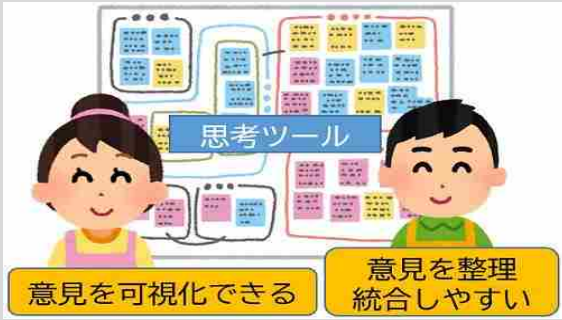 思考ツール
意見を可視化できる
意見を整理
統合しやすい